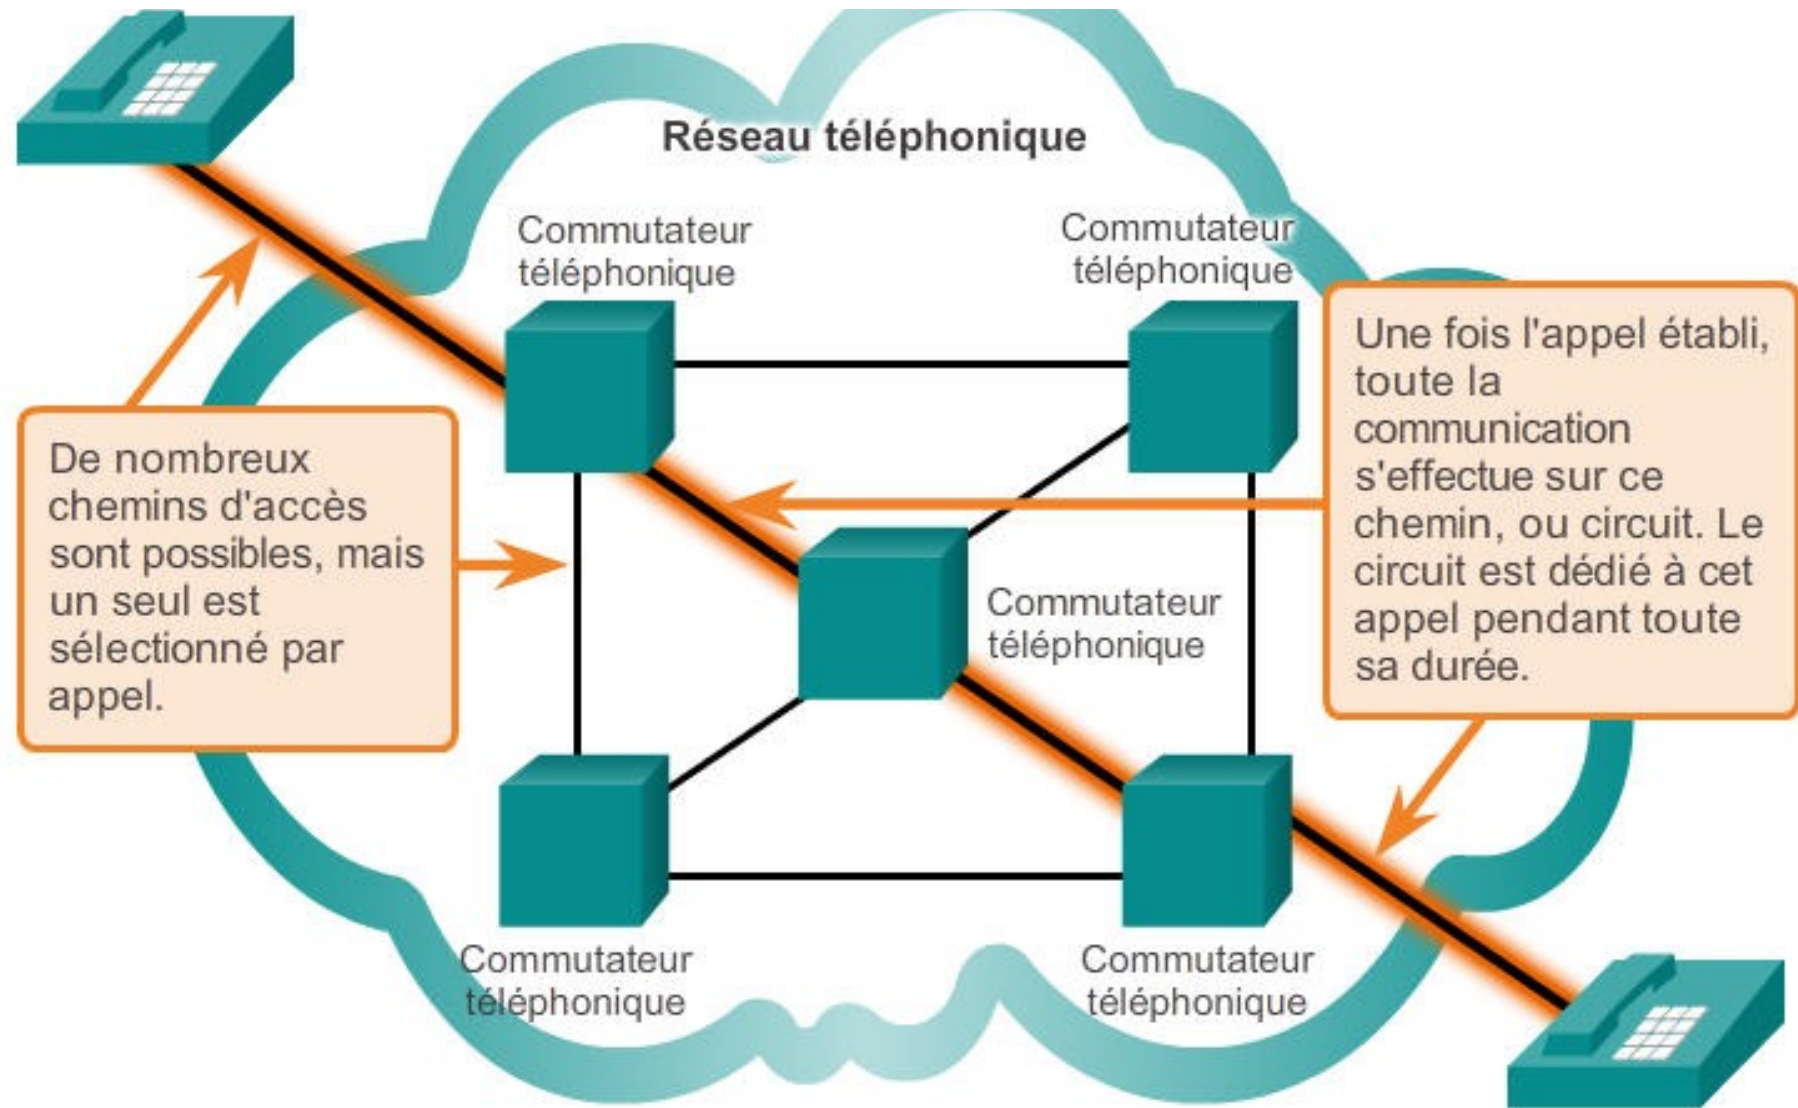 Réseau téléphonique
Commutateur
téléphonique
Commutateur
téléphonique
De nombreux
chemins d'accès
sont possibles, mais
un seul est
sélectionné par
appel.
Une fois l'appel établi,
toute la
communication
s'effectue sur ce
chemin, ou circuit. Le
circuit est dédié à cet
appel pendant toute
sa durée.
Commutateur
téléphonique
Commutateur
téléphonique
Commutateur
téléphonique